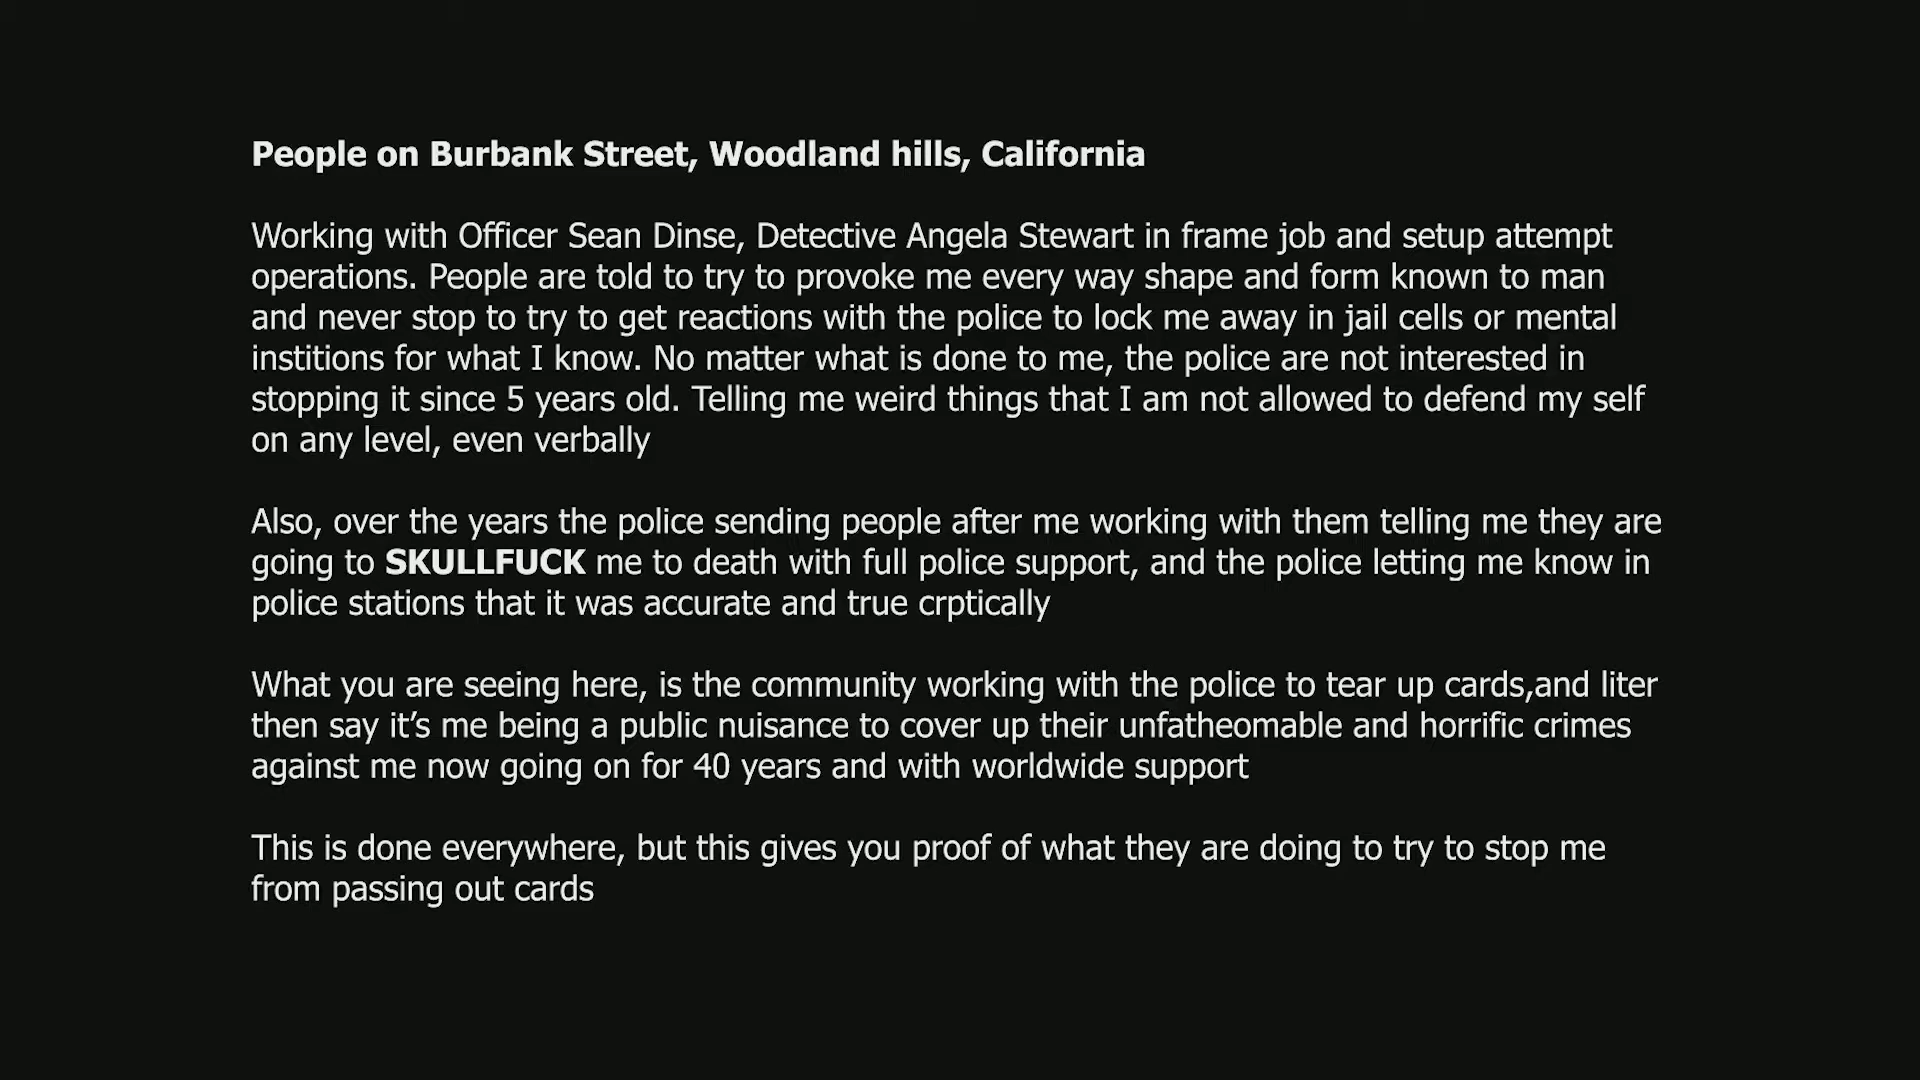 People on Burbank Street, Woodland hills, California
Working with Officer Sean Dinse, Detective Angela Stewart in frame job and setup attempt
operations. People are told to try to provoke me every way shape and form known to man
and never stop to try to get reactions with the police to lock me away in jail cells or mental
institions for what I know. No matter what is done to me, the police are not interested in
stopping it since 5 years old. Telling me weird things that I am not allowed to defend my self
on any level, even verbally
Also, over the years the police sending people after me working with them telling me they are
going to SKULLFUCK me to death with full police support, and the police letting me know in
police stations that it was accurate and true crptically
What you are seeing here, is the community working with the police to tear up cards,and liter
then say it’s me being a public nuisance to cover up their unfatheomable and horrific crimes
against me now going on for 40 years and with worldwide support
This is done everywhere, but this gives you proof of what they are doing to try to stop me
from passing out cards